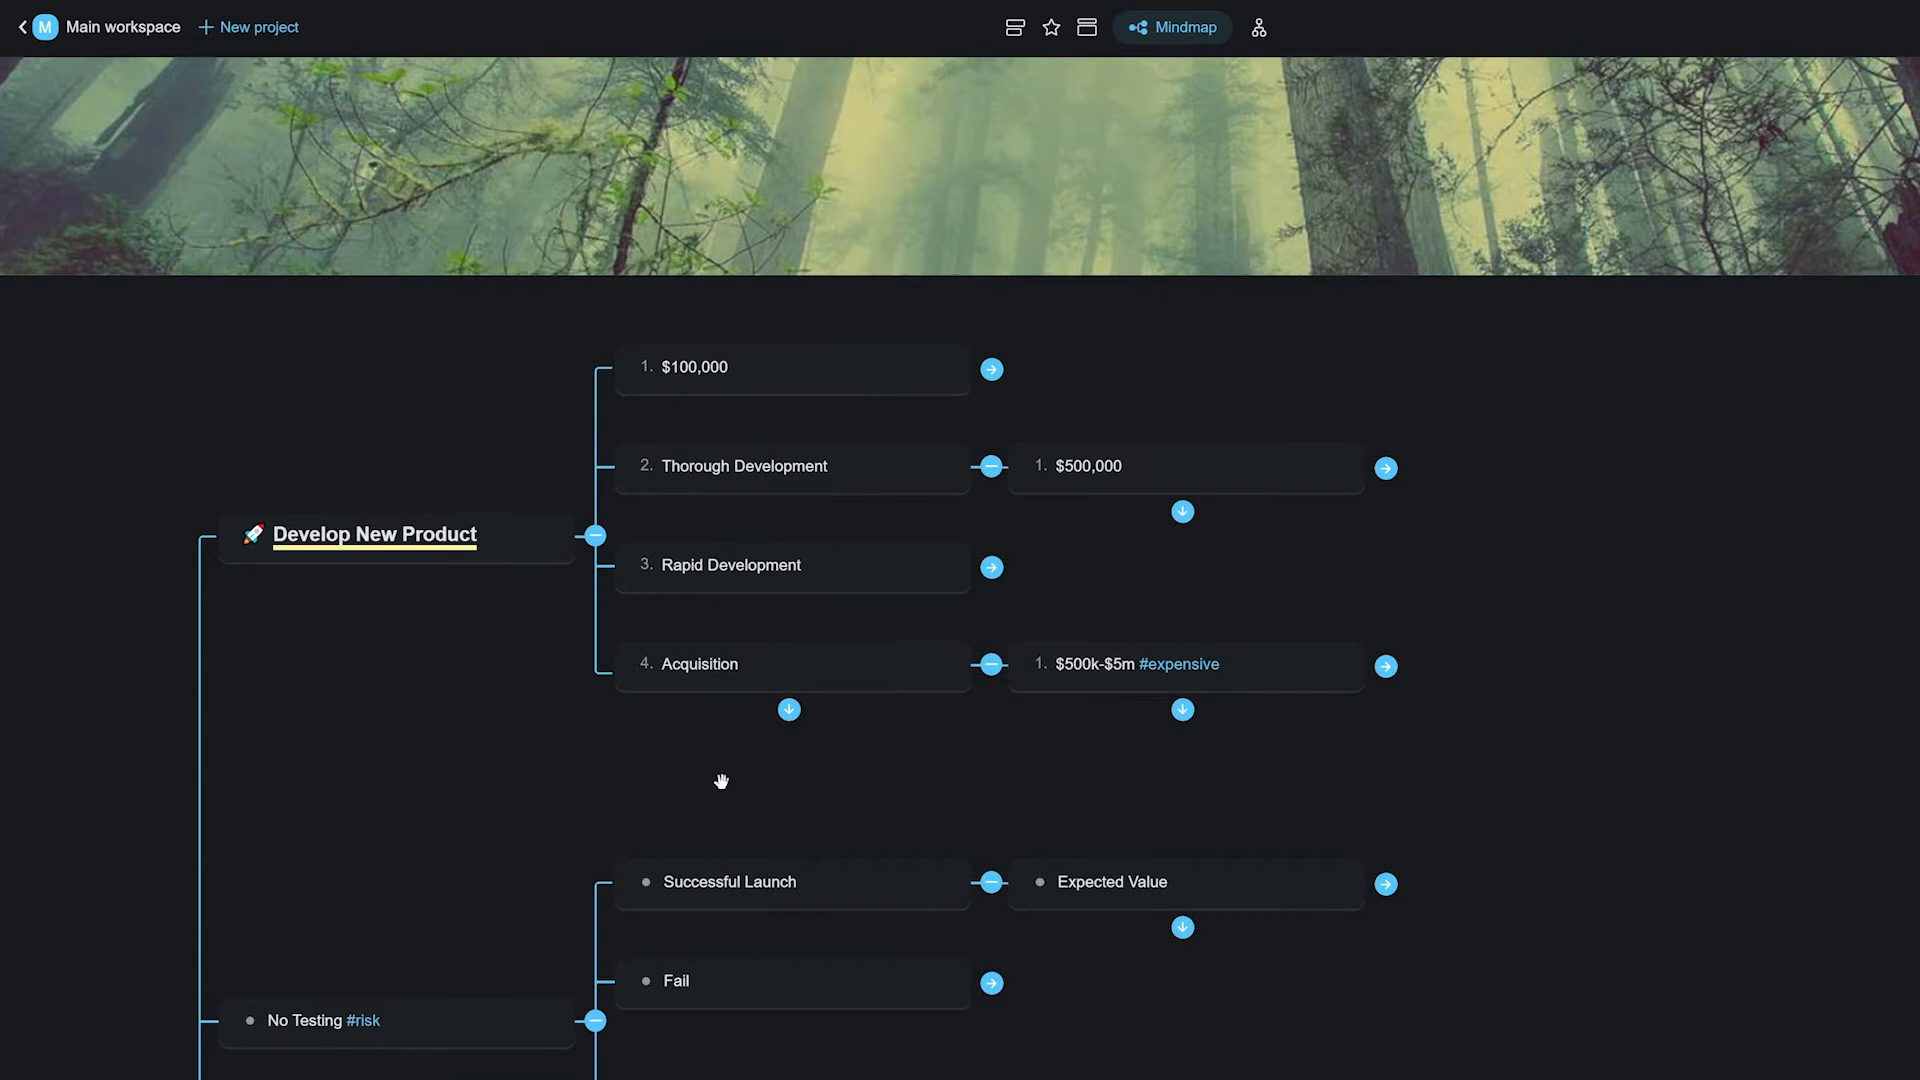 M Main workspace + New project
Mindmap
1. $100,000
2. Thorough Development
1. $500,000
🚀 Develop New Product
3. Rapid Development
4. Acquisition
1. $500k-$5m #expensive
• Successful Launch
• Expected Value
• Fail
• No Testing #risk